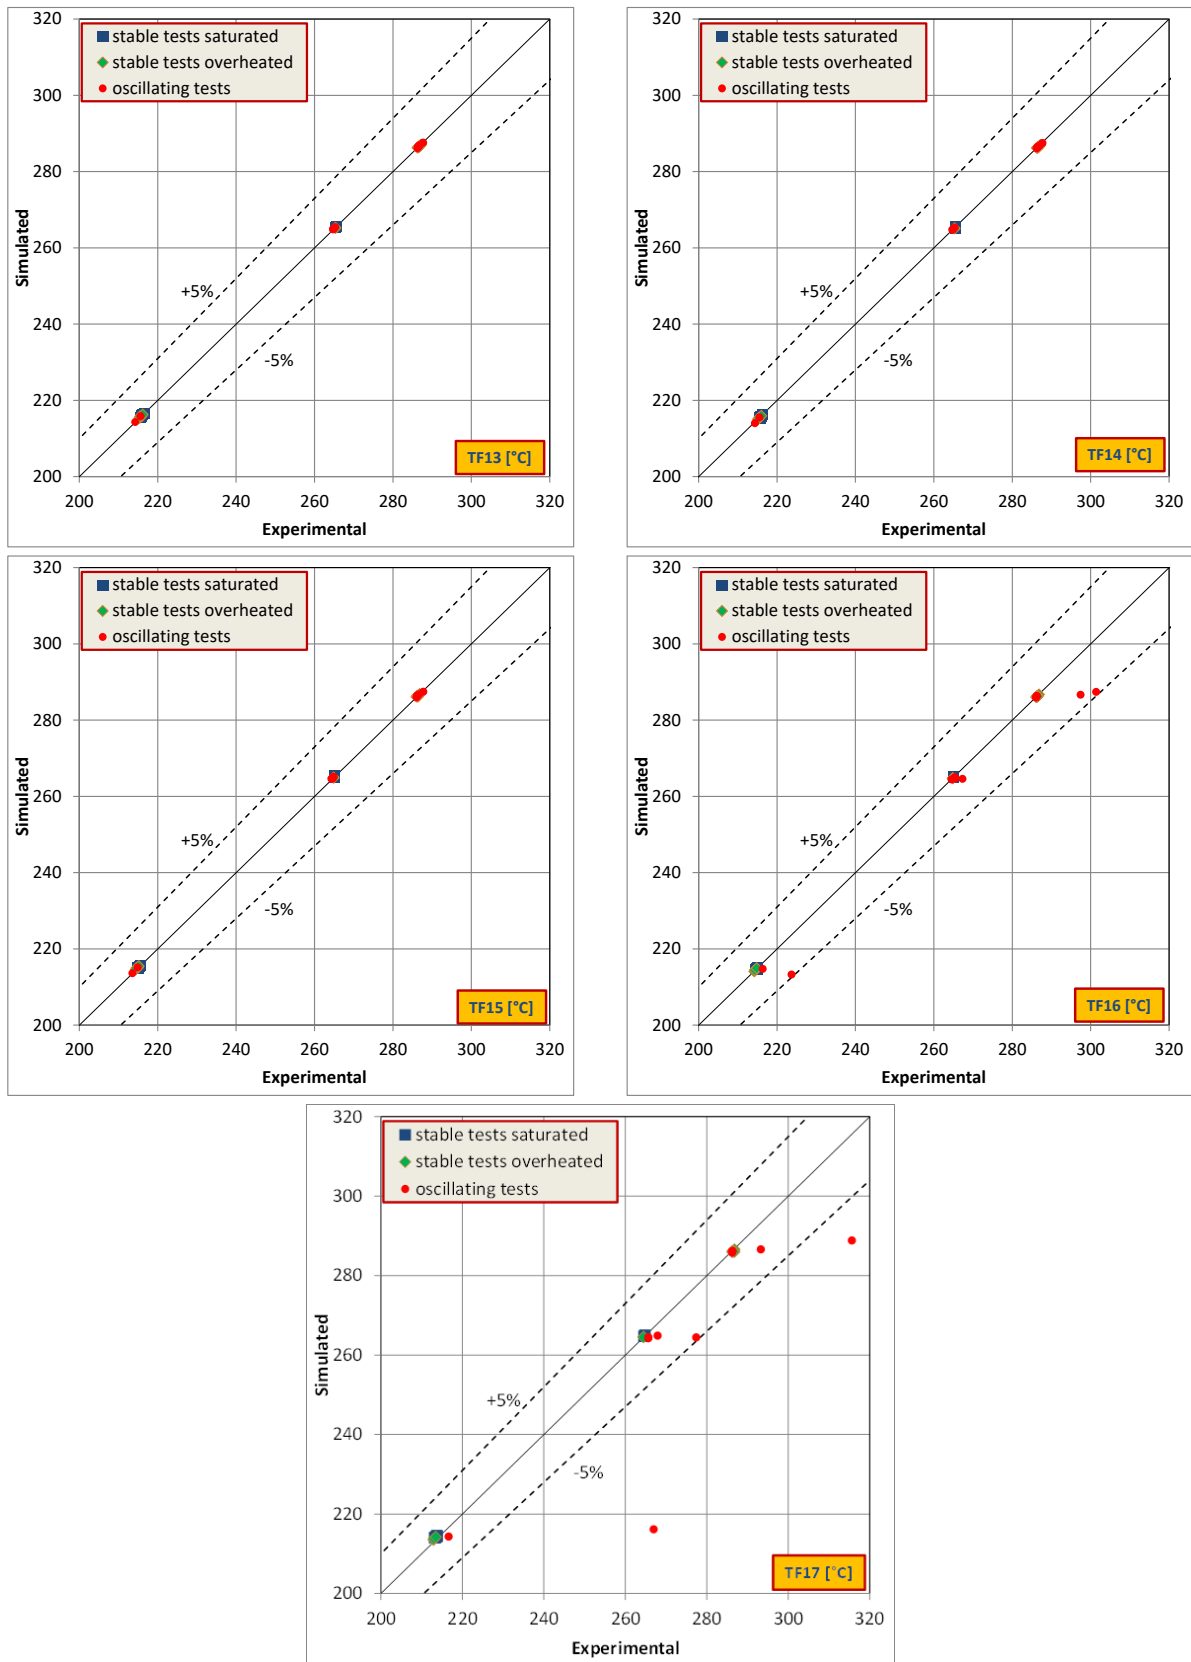 320
300
280
260
240
220
200
Simulated
stable tests saturated
stable tests overheated
oscillating tests
+5%
-5%
TF13 [°C]
200 220 240 260 280 300 320
Experimental
320
300
280
260
240
220
200
Simulated
stable tests saturated
stable tests overheated
oscillating tests
+5%
-5%
TF14 [°C]
200 220 240 260 280 300 320
Experimental
320
300
280
260
240
220
200
Simulated
stable tests saturated
stable tests overheated
oscillating tests
+5%
-5%
TF15 [°C]
200 220 240 260 280 300 320
Experimental
320
300
280
260
240
220
200
Simulated
stable tests saturated
stable tests overheated
oscillating tests
+5%
-5%
TF16 [°C]
200 220 240 260 280 300 320
Experimental
320
300
280
260
240
220
200
Simulated
stable tests saturated
stable tests overheated
oscillating tests
+5%
-5%
TF17 [°C]
200 220 240 260 280 300 320
Experimental